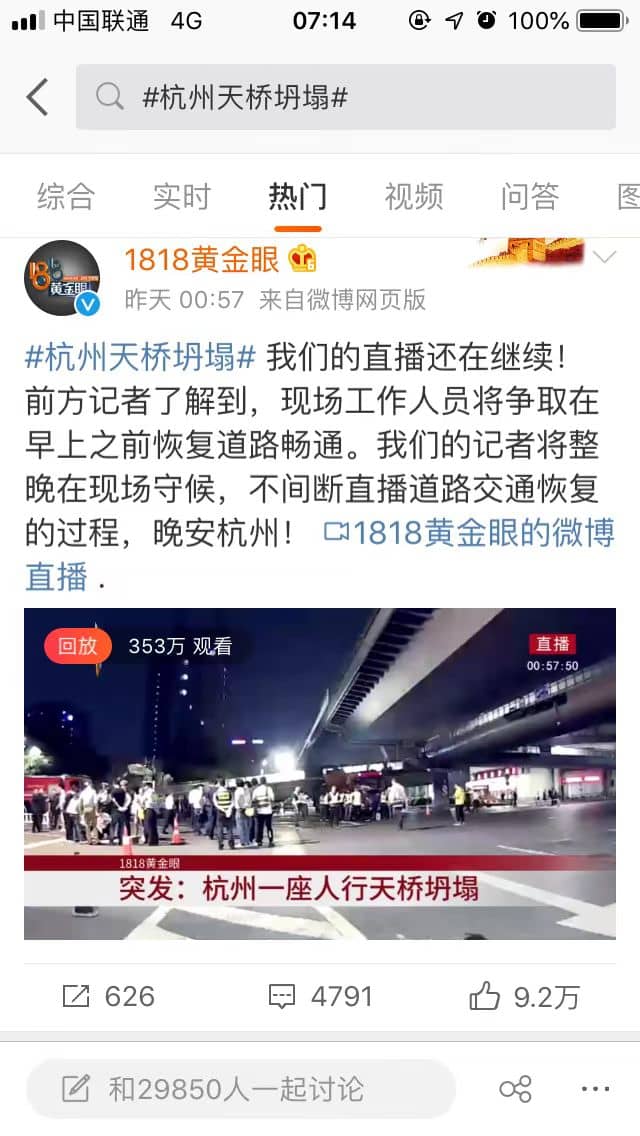 中国联通 4G 07:14 100%
#杭州天桥坍塌#
综合 实时 热门 视频 问答 图
1818黄金眼
昨天 00:57 来自微博网页版
#杭州天桥坍塌# 我们的直播还在继续！
前方记者了解到，现场工作人员将争取在
早上之前恢复道路畅通。我们的记者将整
晚在现场守候，不间断直播道路交通恢复
的过程，晚安杭州！ 1818黄金眼的微博
直播 .
回放 353万 观看 直播
00:57:50
1818黄金眼
突发：杭州一座人行天桥坍塌
626 4791 9.2万
和29850人一起讨论